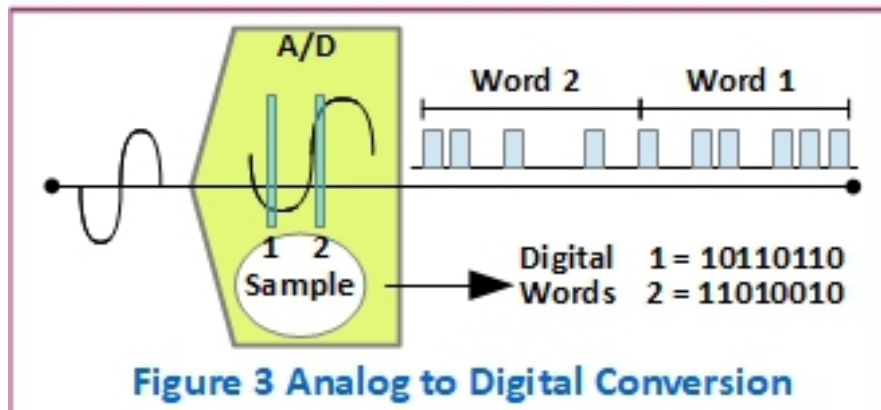 A/D
Word 2 Word 1
1 2
Sample
Digital 1 = 10110110
Words 2 = 11010010
Figure 3 Analog to Digital Conversion